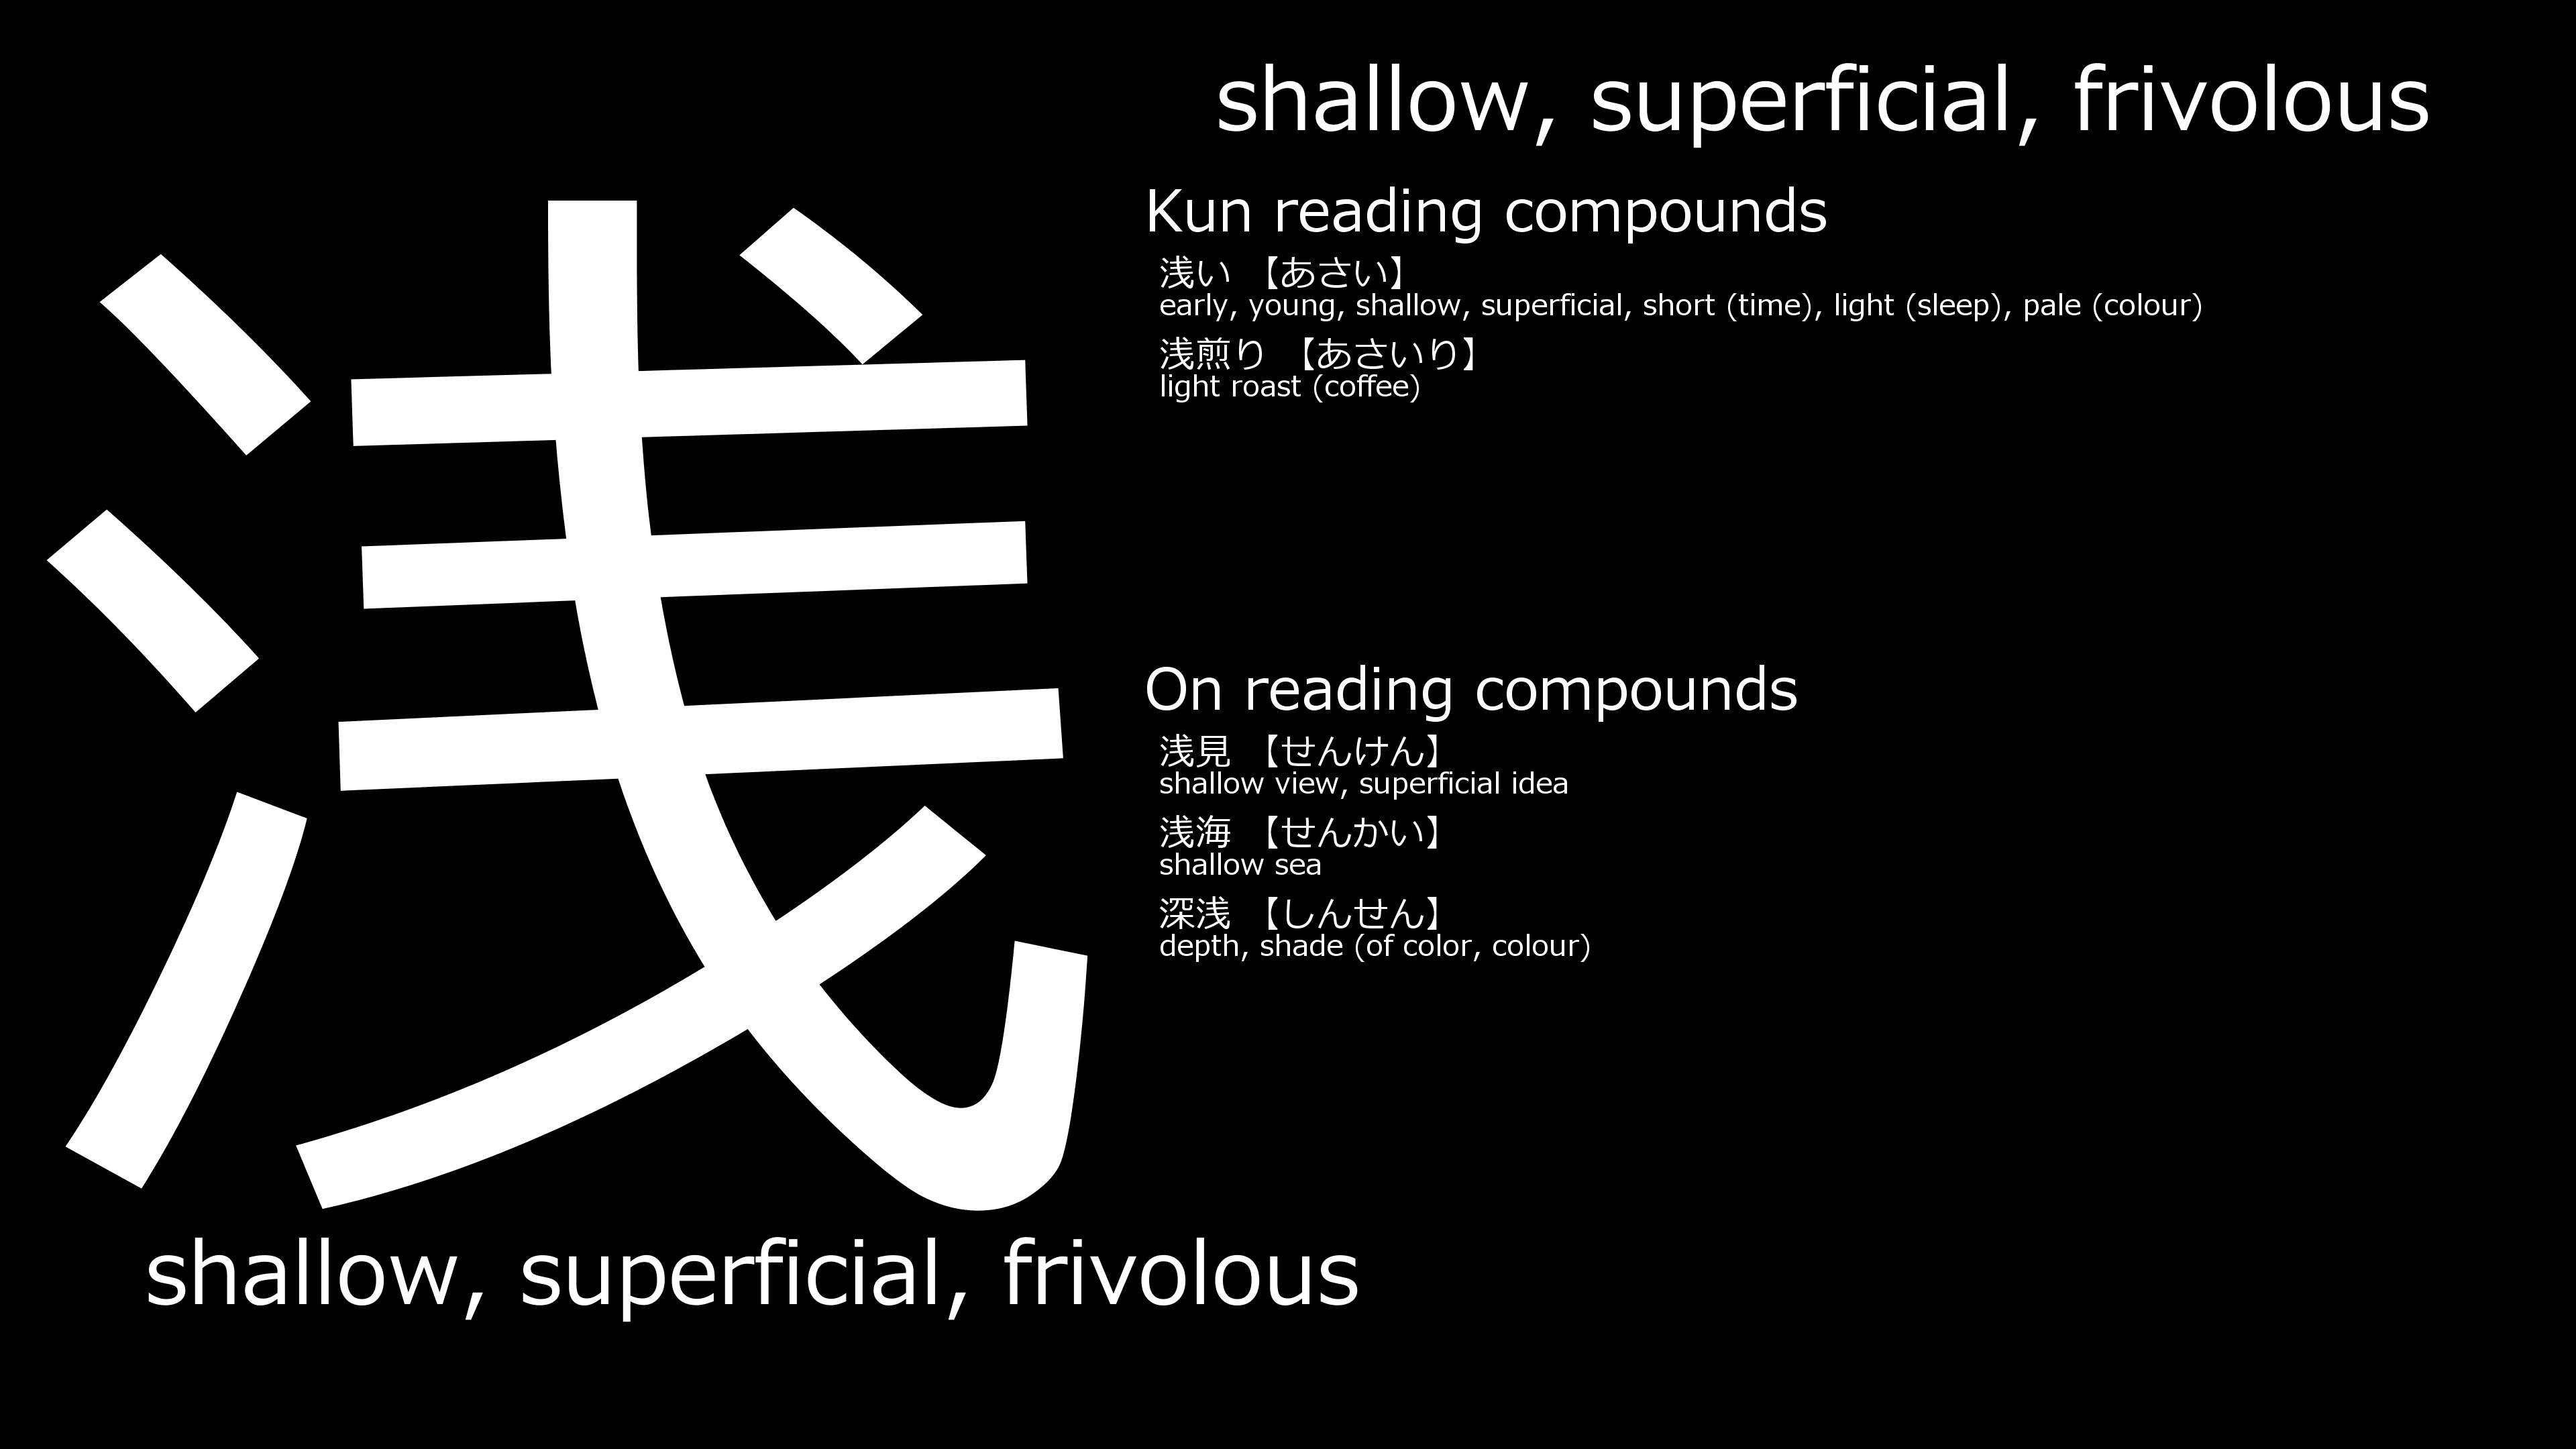 shallow, superficial, frivolous
浅
Kun reading compounds
浅い 【あさい】
early, young, shallow, superficial, short (time), light (sleep), pale (colour)
浅煎り 【あさいり】
light roast (coffee)
On reading compounds
浅見 【せんけん】
shallow view, superficial idea
浅海 【せんかい】
shallow sea
深浅 【しんせん】
depth, shade (of color, colour)
shallow, superficial, frivolous